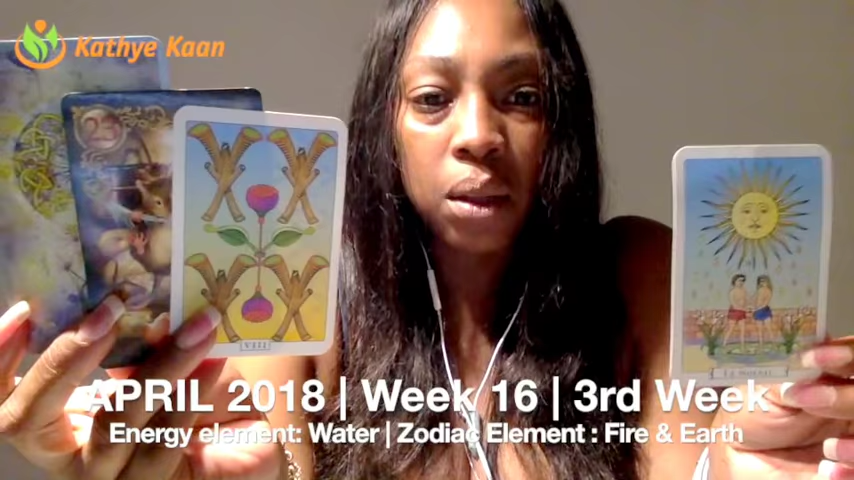 Kathye Kaan
VIII
APRIL 2018 | Week 16 | 3rd Week
Energy element: Water | Zodiac Element : Fire & Earth